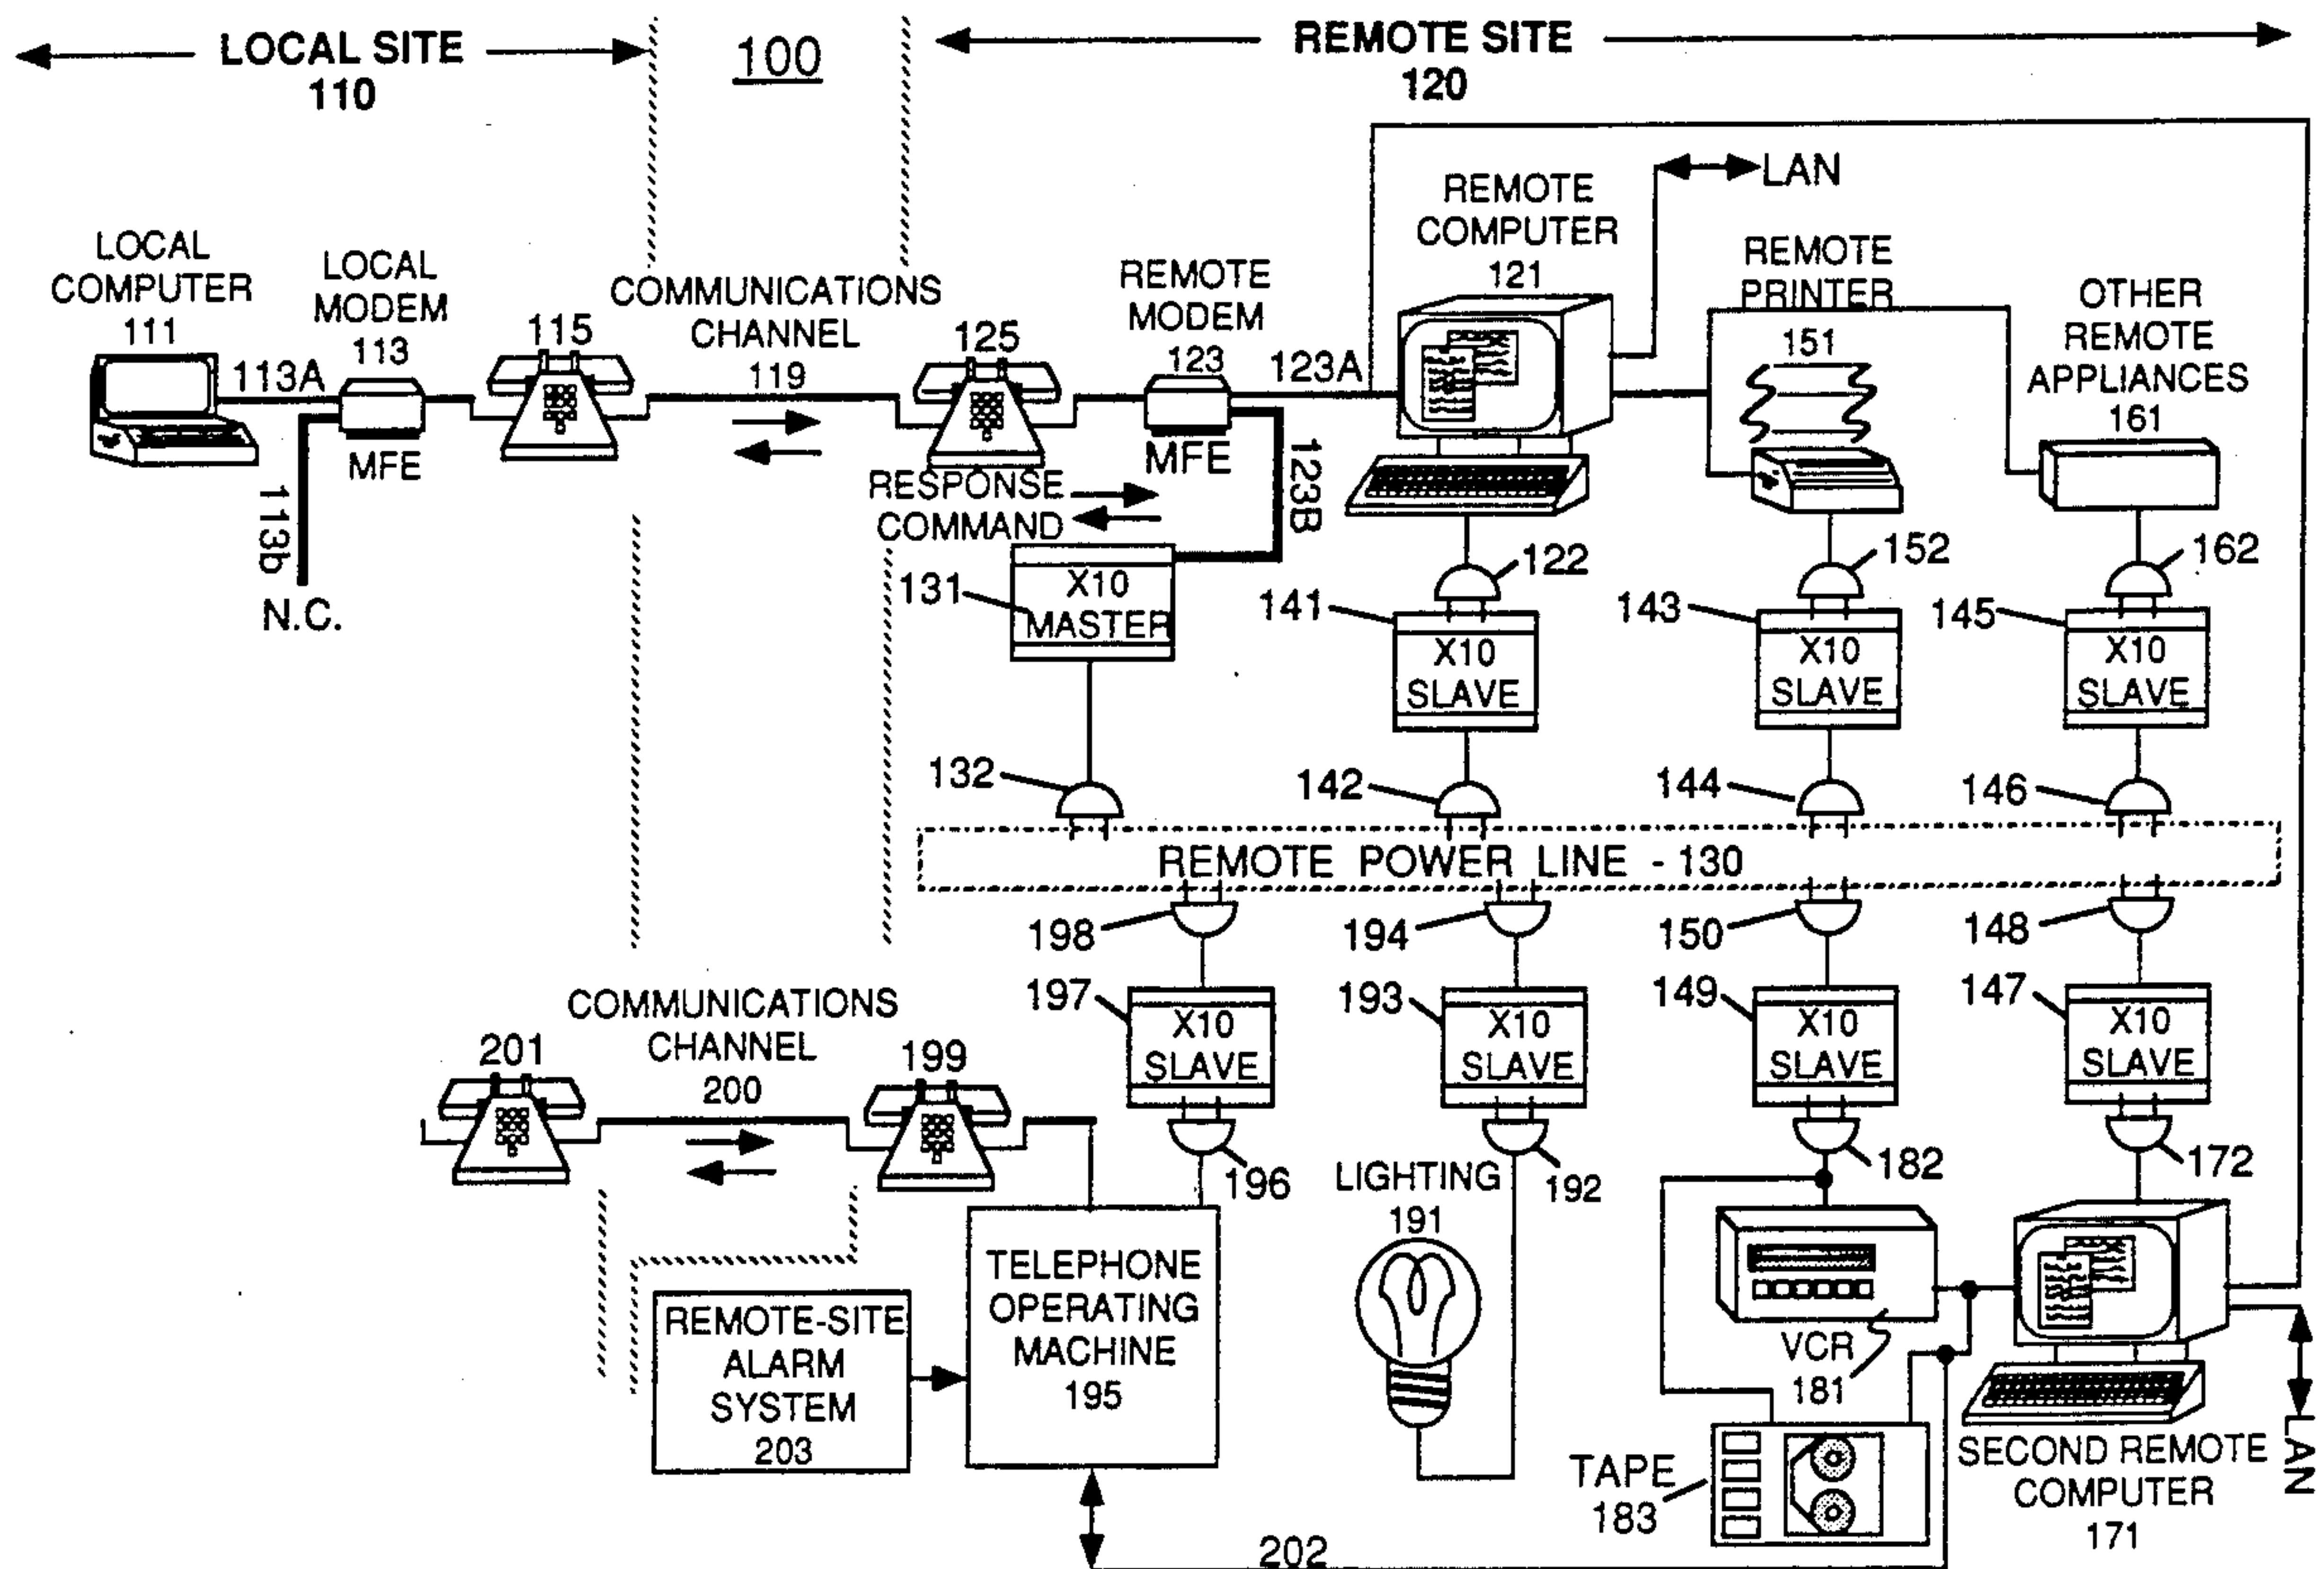 LOCAL SITE
110
100
REMOTE SITE
120
LAN
LOCAL
COMPUTER
111
LOCAL
MODEM
113
113A
MFE
113b
N.C.
115
COMMUNICATIONS
CHANNEL
119
125
REMOTE
MODEM
123
MFE
123A
123B
RESPONSE
COMMAND
REMOTE
COMPUTER
121
REMOTE
PRINTER
151
OTHER
REMOTE
APPLIANCES
161
131
X10
MASTER
132
122
141
X10
SLAVE
142
152
143
X10
SLAVE
144
162
145
X10
SLAVE
146
REMOTE POWER LINE - 130
198
197
X10
SLAVE
196
194
193
X10
SLAVE
192
150
149
X10
SLAVE
182
148
147
X10
SLAVE
172
201
COMMUNICATIONS
CHANNEL
200
199
REMOTE-SITE
ALARM
SYSTEM
203
TELEPHONE
OPERATING
MACHINE
195
LIGHTING
191
VCR
181
TAPE
183
SECOND REMOTE
COMPUTER
171
LAN
202